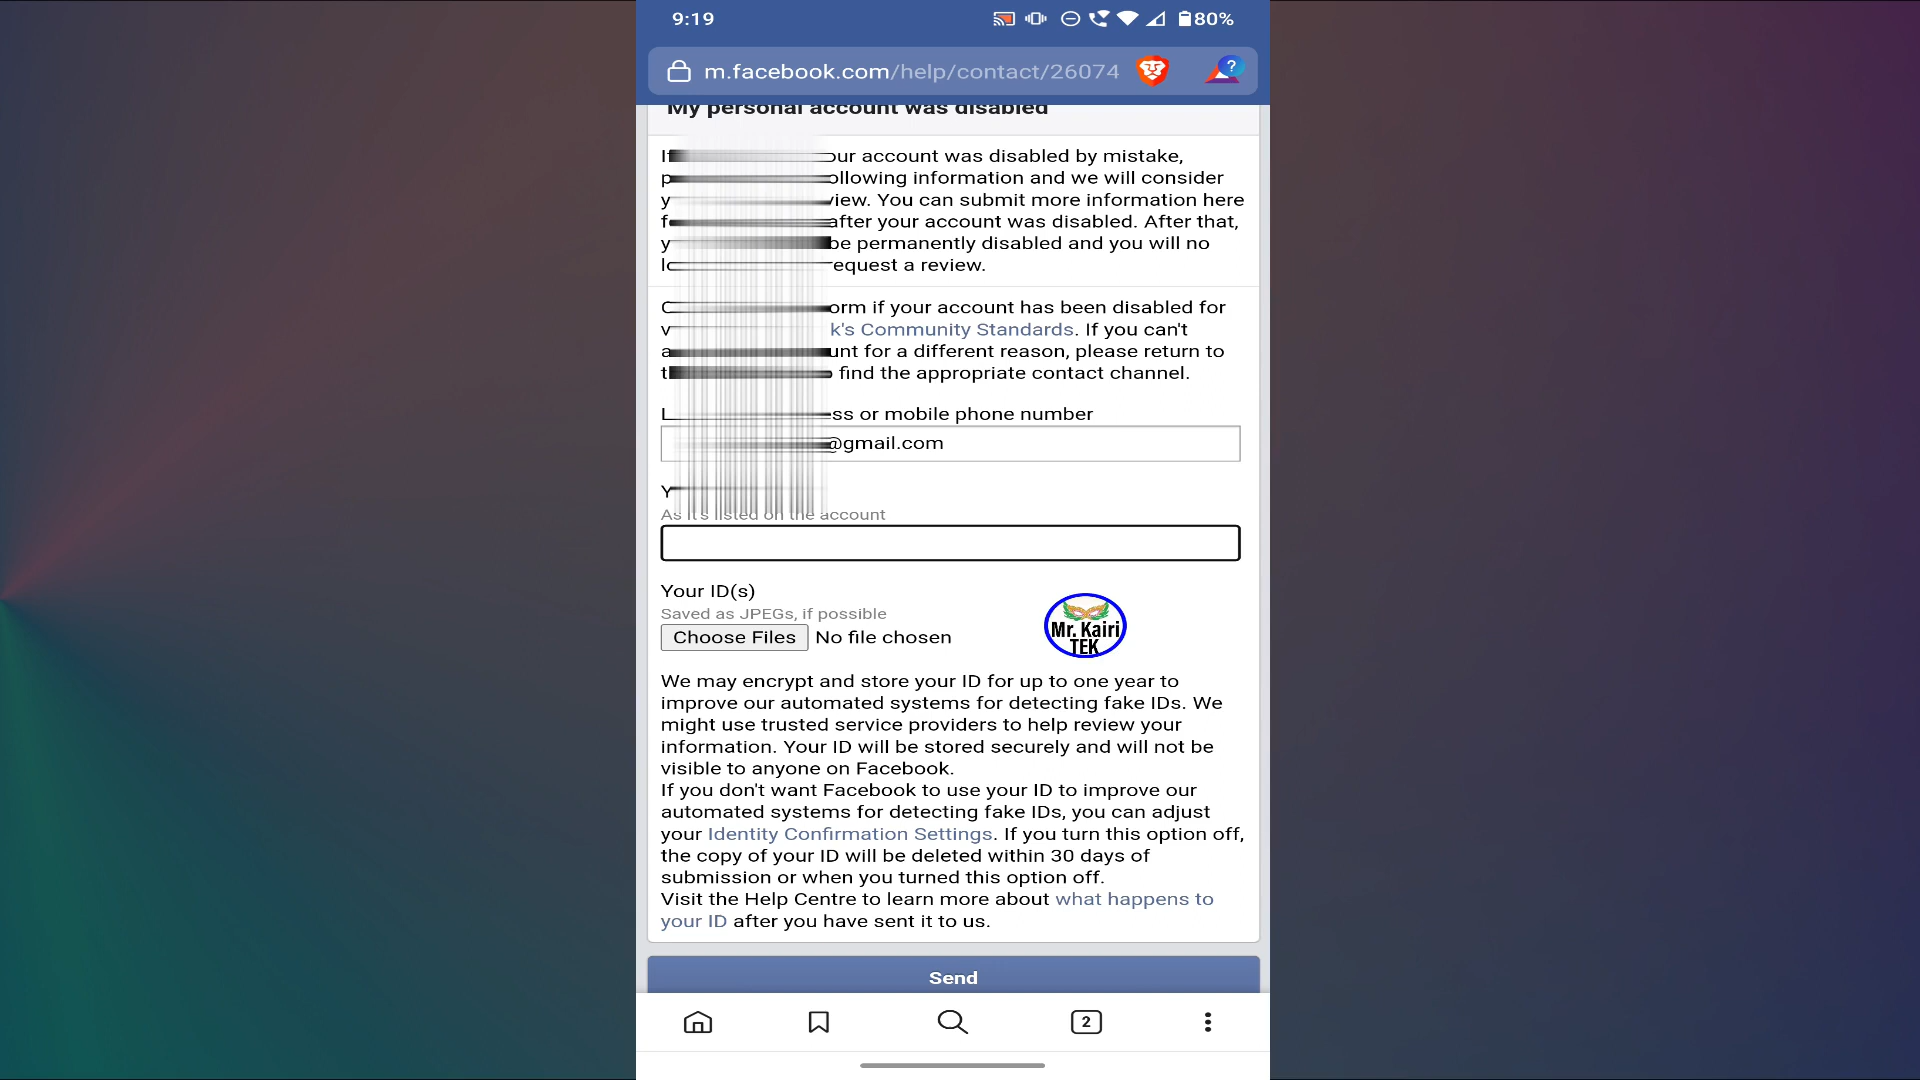 9:19
80%
m.facebook.com/help/contact/26074
My personal account was disabled
account was disabled by mistake,
following information and we will consider
You can submit more information here
after your account was disabled. After that,
be permanently disabled and you will no
request a review.
if your account has been disabled for
Community Standards. If you can't
for a different reason, please return to
find the appropriate contact channel.
or mobile phone number
@gmail.com
As it's listed on the account
Your ID(s)
Saved as JPEGs, if possible
Choose Files No file chosen
Mr. Kairi
TEK
We may encrypt and store your ID for up to one year to
improve our automated systems for detecting fake IDs. We
might use trusted service providers to help review your
information. Your ID will be stored securely and will not be
visible to anyone on Facebook.
If you don't want Facebook to use your ID to improve our
automated systems for detecting fake IDs, you can adjust
your Identity Confirmation Settings. If you turn this option off,
the copy of your ID will be deleted within 30 days of
submission or when you turned this option off.
Visit the Help Centre to learn more about what happens to
your ID after you have sent it to us.
Send
2